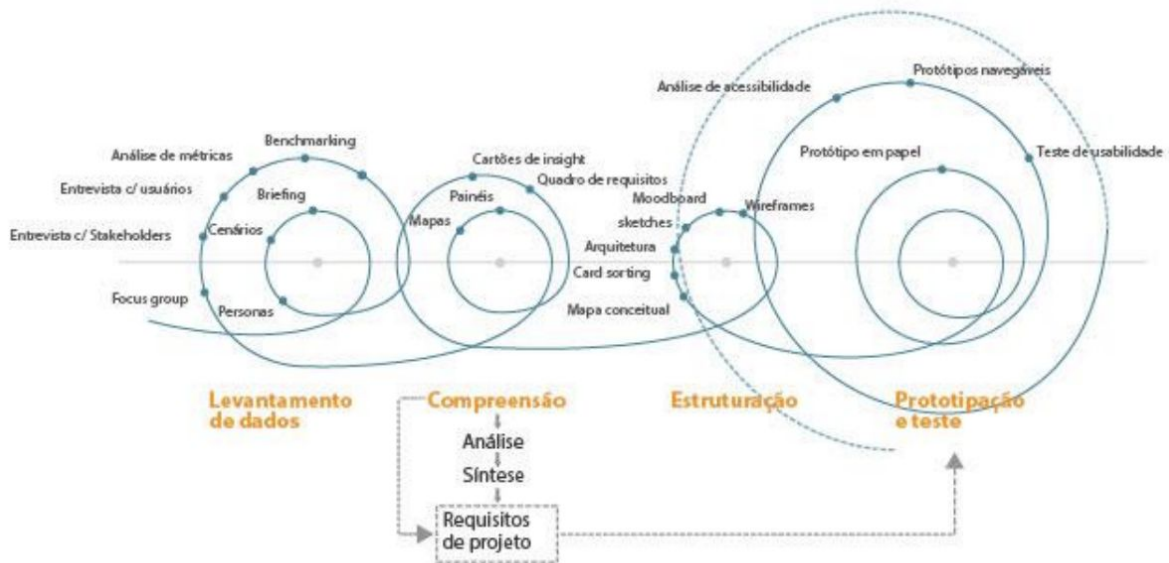 Análise de métricas
Benchmarking
Entrevista c/ usuários
Briefing
Entrevista c/ Stakeholders
Cenários
Focus group
Personas
Cartões de insight
Quadro de requisitos
Painéis
Mapas
Moodboard
Wireframes
sketches
Arquitetura
Card sorting
Mapa conceitual
Análise de acessibilidade
Protótipos navegáveis
Protótipo em papel
Teste de usabilidade
Levantamento
de dados
Compreensão
Estruturação
Prototipação
e teste
Análise
Síntese
Requisitos
de projeto